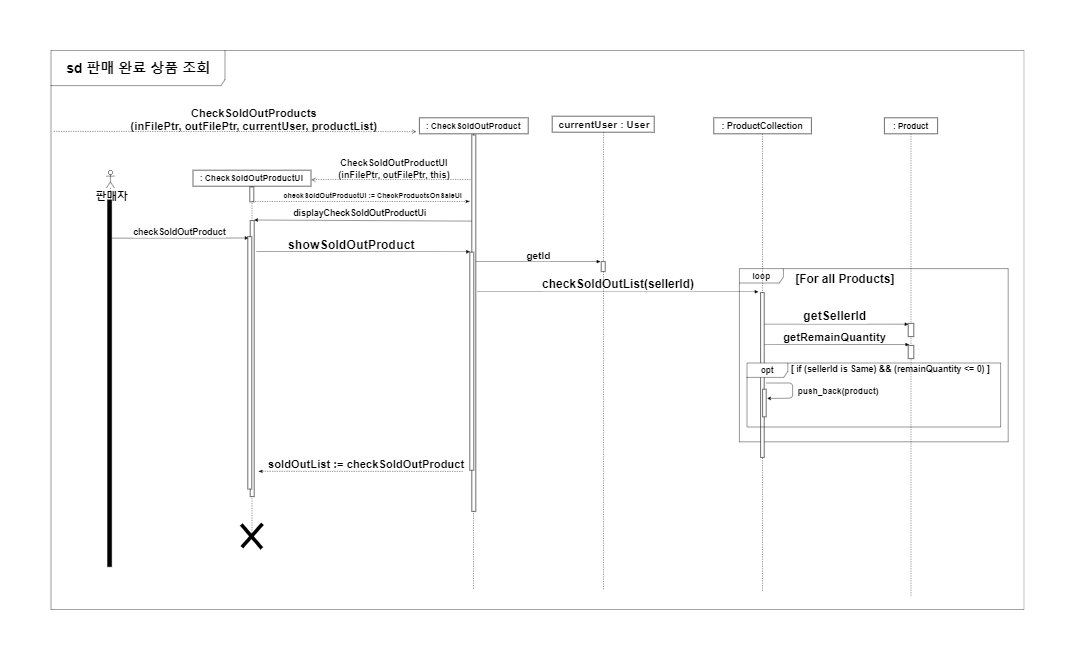 sd 판매 완료 상품 조회
CheckSoldOutProducts
(inFilePtr, outFilePtr, currentUser, productList)
: CheckSoldOutProduct
currentUser : User
: ProductCollection
: Product
CheckSoldOutProductUI
(inFilePtr, outFilePtr, this)
: CheckSoldOutProductUI
판매자
checkSoldOutProductUI := CheckProductsOnSaleUI
displayCheckSoldOutProductUi
checkSoldOutProduct
showSoldOutProduct
getId
checkSoldOutList(sellerId)
loop
[For all Products]
getSellerId
getRemainQuantity
opt
[ if (sellerId is Same) && (remainQuantity <= 0) ]
push_back(product)
soldOutList := checkSoldOutProduct